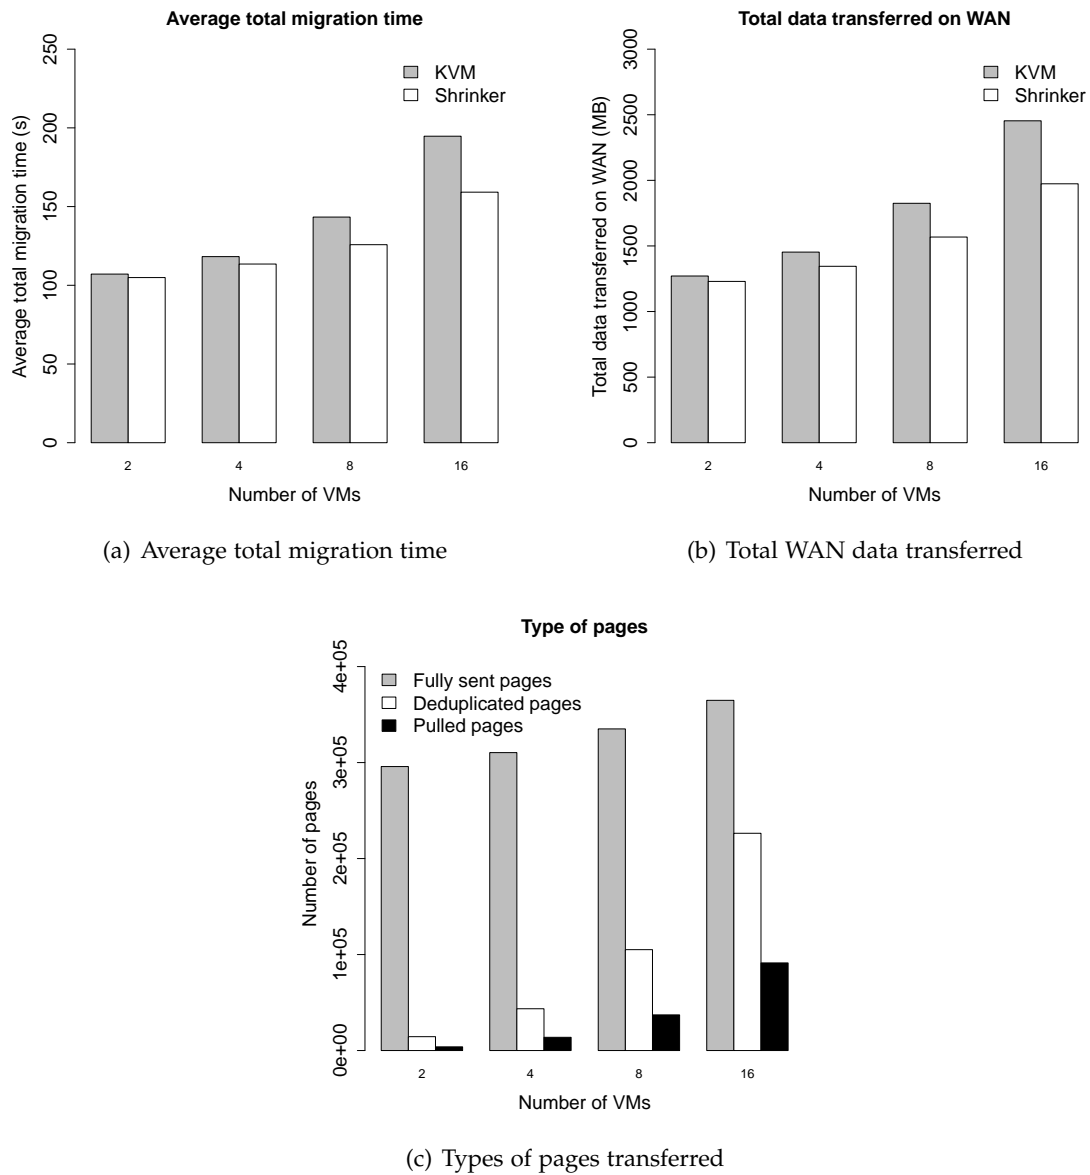 Average total migration time
Average total migration time (s)
0
50
100
150
200
250
KVM
Shrinker
2
4
8
16
Number of VMs
(a) Average total migration time
Total data transferred on WAN
Total data transferred on WAN (MB)
0
500
1000
1500
2000
2500
3000
KVM
Shrinker
2
4
8
16
Number of VMs
(b) Total WAN data transferred
Type of pages
Number of pages
0e+00
1e+05
2e+05
3e+05
4e+05
Fully sent pages
Deduplicated pages
Pulled pages
2
4
8
16
Number of VMs
(c) Types of pages transferred